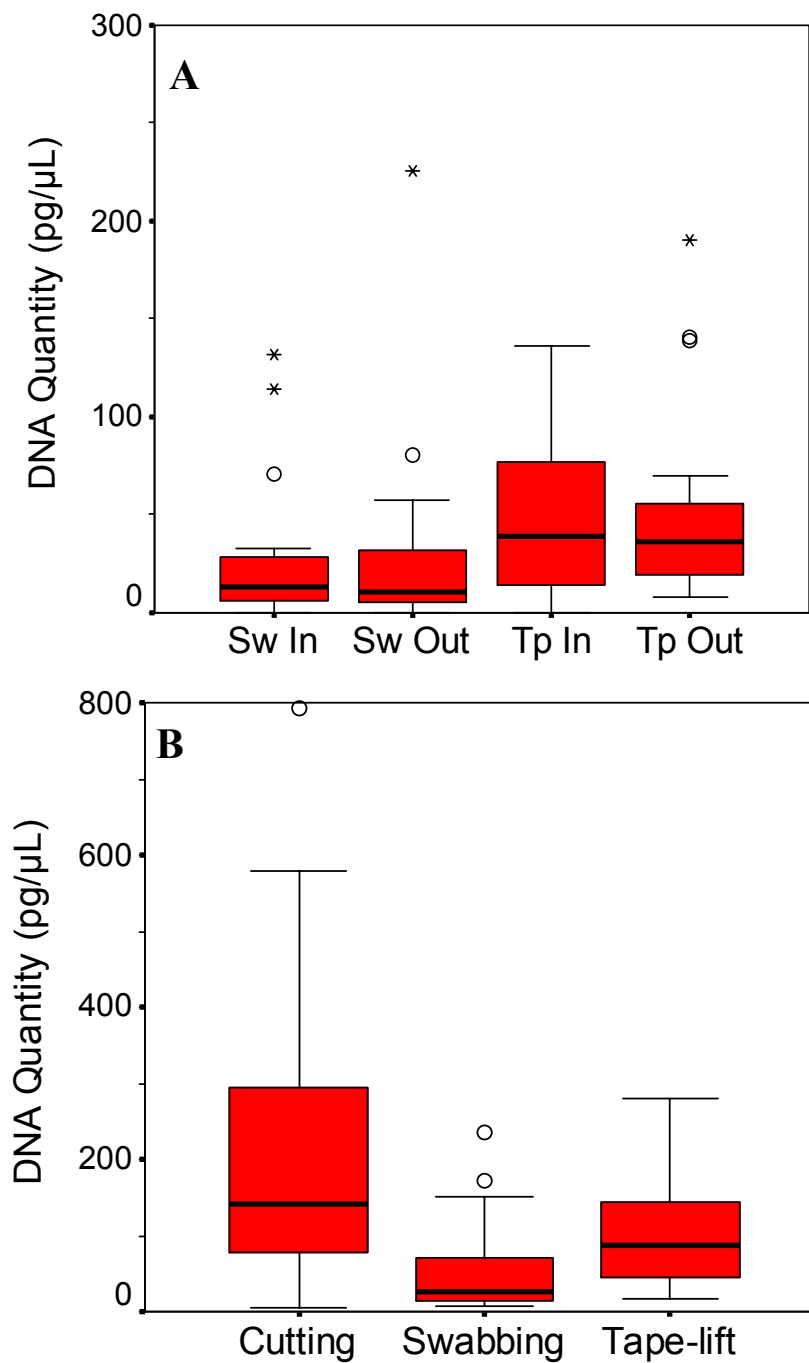 300
A
200
100
0
DNA Quantity (pg/µL)
Sw In Sw Out Tp In Tp Out
800
B
600
400
200
0
DNA Quantity (pg/µL)
Cutting Swabbing Tape-lift